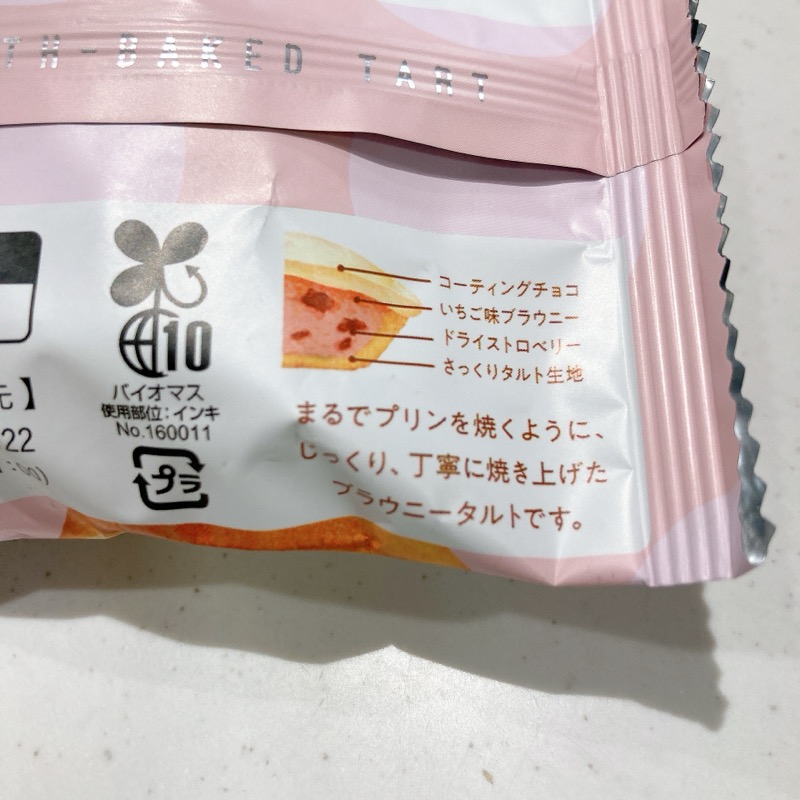 TH-BAKED TART
コーティングチョコ
いちご味ブラウニー
ドライストロベリー
さっくりタルト生地
まるでプリンを焼くように、
じっくり、丁寧に焼き上げた
ブラウニータルトです。
10
バイオマス
使用部位:インキ
No.160011
プラ
元】
22
:00)